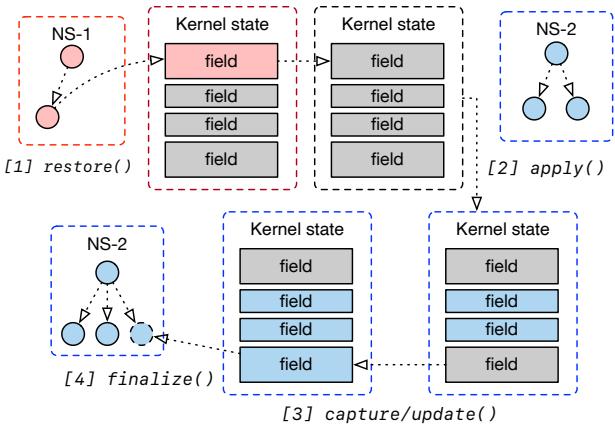 NS-1
Kernel state
field
field
field
field
Kernel state
field
field
field
field
NS-2
[1] restore()
[2] apply()
NS-2
Kernel state
field
field
field
field
Kernel state
field
field
field
field
[4] finalize()
[3] capture/update()